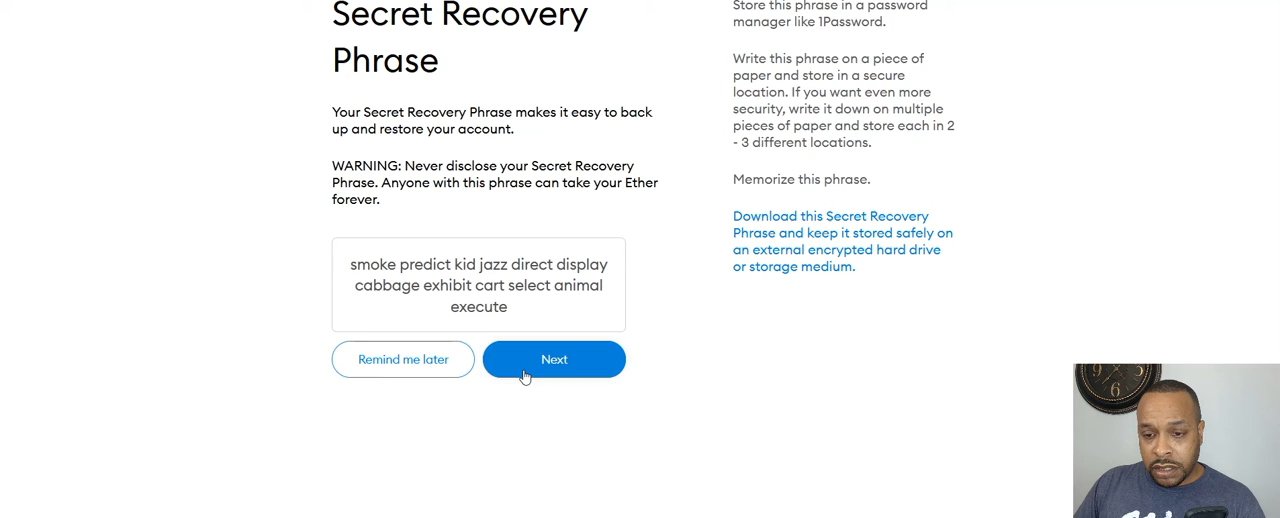 Secret Recovery
Phrase
Your Secret Recovery Phrase makes it easy to back
up and restore your account.
WARNING: Never disclose your Secret Recovery
Phrase. Anyone with this phrase can take your Ether
forever.
smoke predict kid jazz direct display
cabbage exhibit cart select animal
execute
Remind me later
Next
Store this phrase in a password
manager like 1Password.
Write this phrase on a piece of
paper and store in a secure
location. If you want even more
security, write it down on multiple
pieces of paper and store each in 2
- 3 different locations.
Memorize this phrase.
Download this Secret Recovery
Phrase and keep it stored safely on
an external encrypted hard drive
or storage medium.